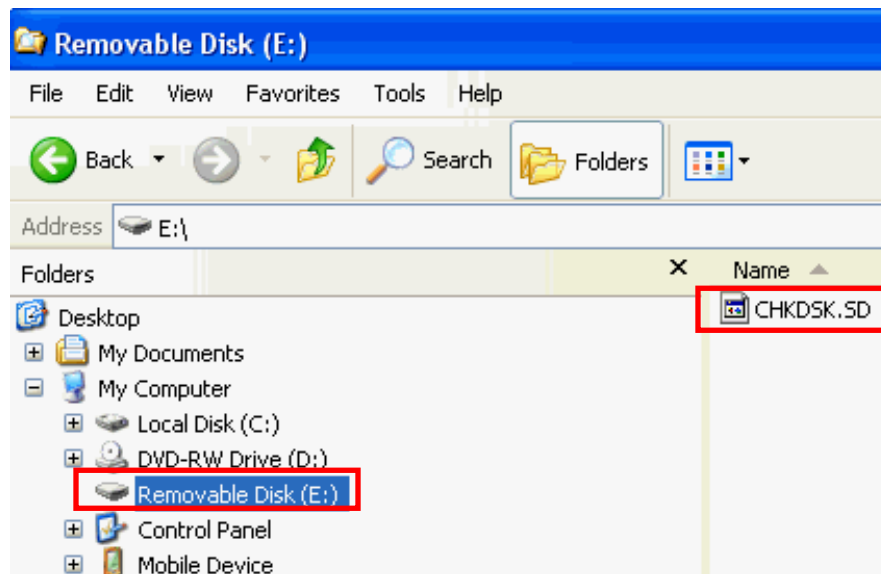 Removable Disk (E:)
File Edit View Favorites Tools Help
Back Search Folders
Address E:\
Folders Name
CHKDSK.SD
Desktop
My Documents
My Computer
Local Disk (C:)
DVD-RW Drive (D:)
Removable Disk (E:)
Control Panel
Mobile Device